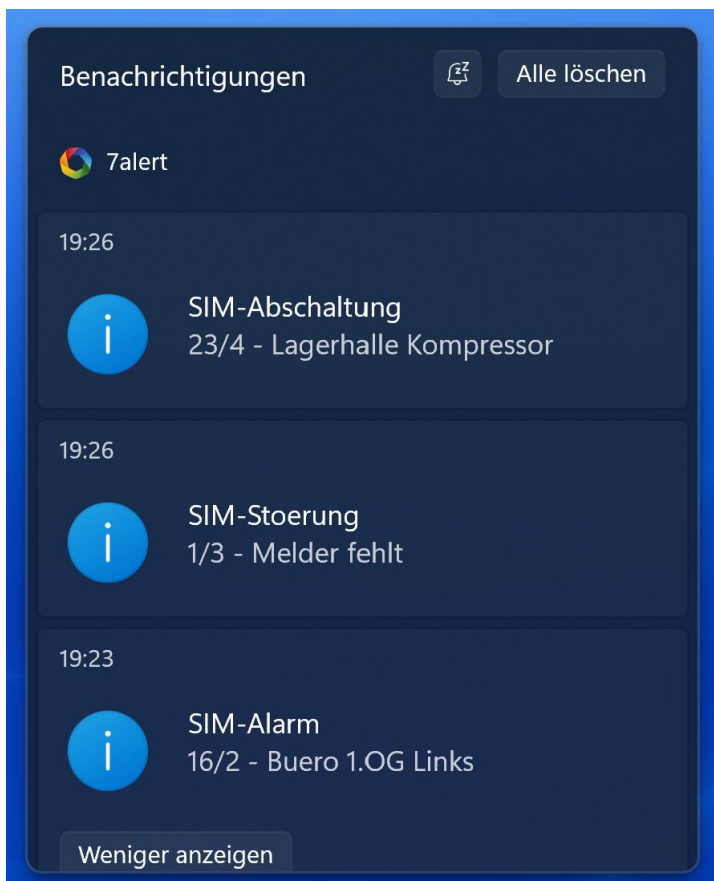 Benachrichtigungen
Alle löschen
7alert
19:26
SIM-Abschaltung
23/4 - Lagerhalle Kompressor
19:26
SIM-Stoerung
1/3 - Melder fehlt
19:23
SIM-Alarm
16/2 - Buero 1.OG Links
Weniger anzeigen